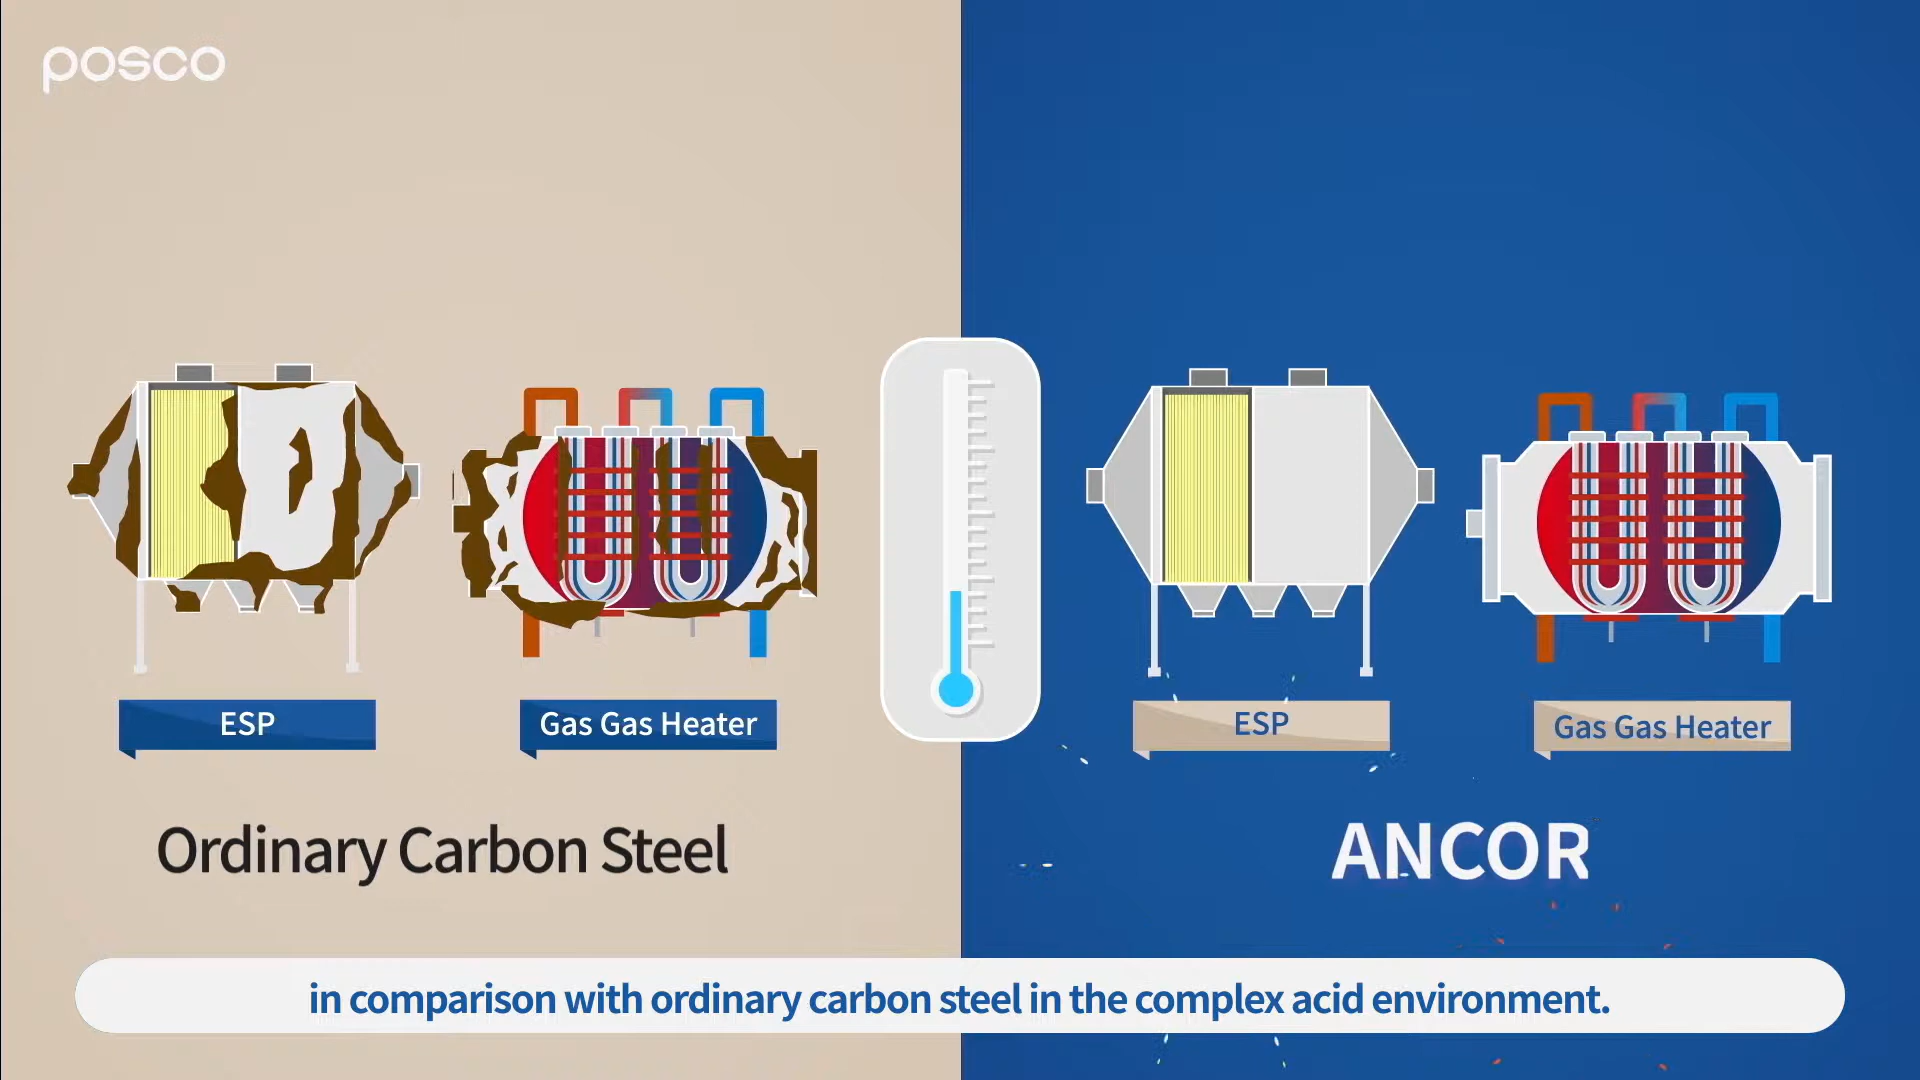 posco
ESP
Gas Gas Heater
ESP
Gas Gas Heater
Ordinary Carbon Steel
ANCOR
in comparison with ordinary carbon steel in the complex acid environment.